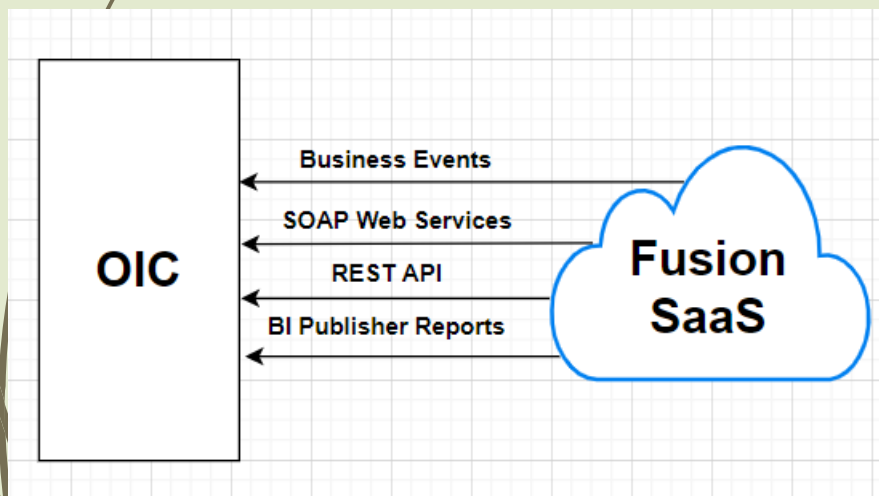 Business Events
SOAP Web Services
OIC
REST API
BI Publisher Reports
Fusion
SaaS